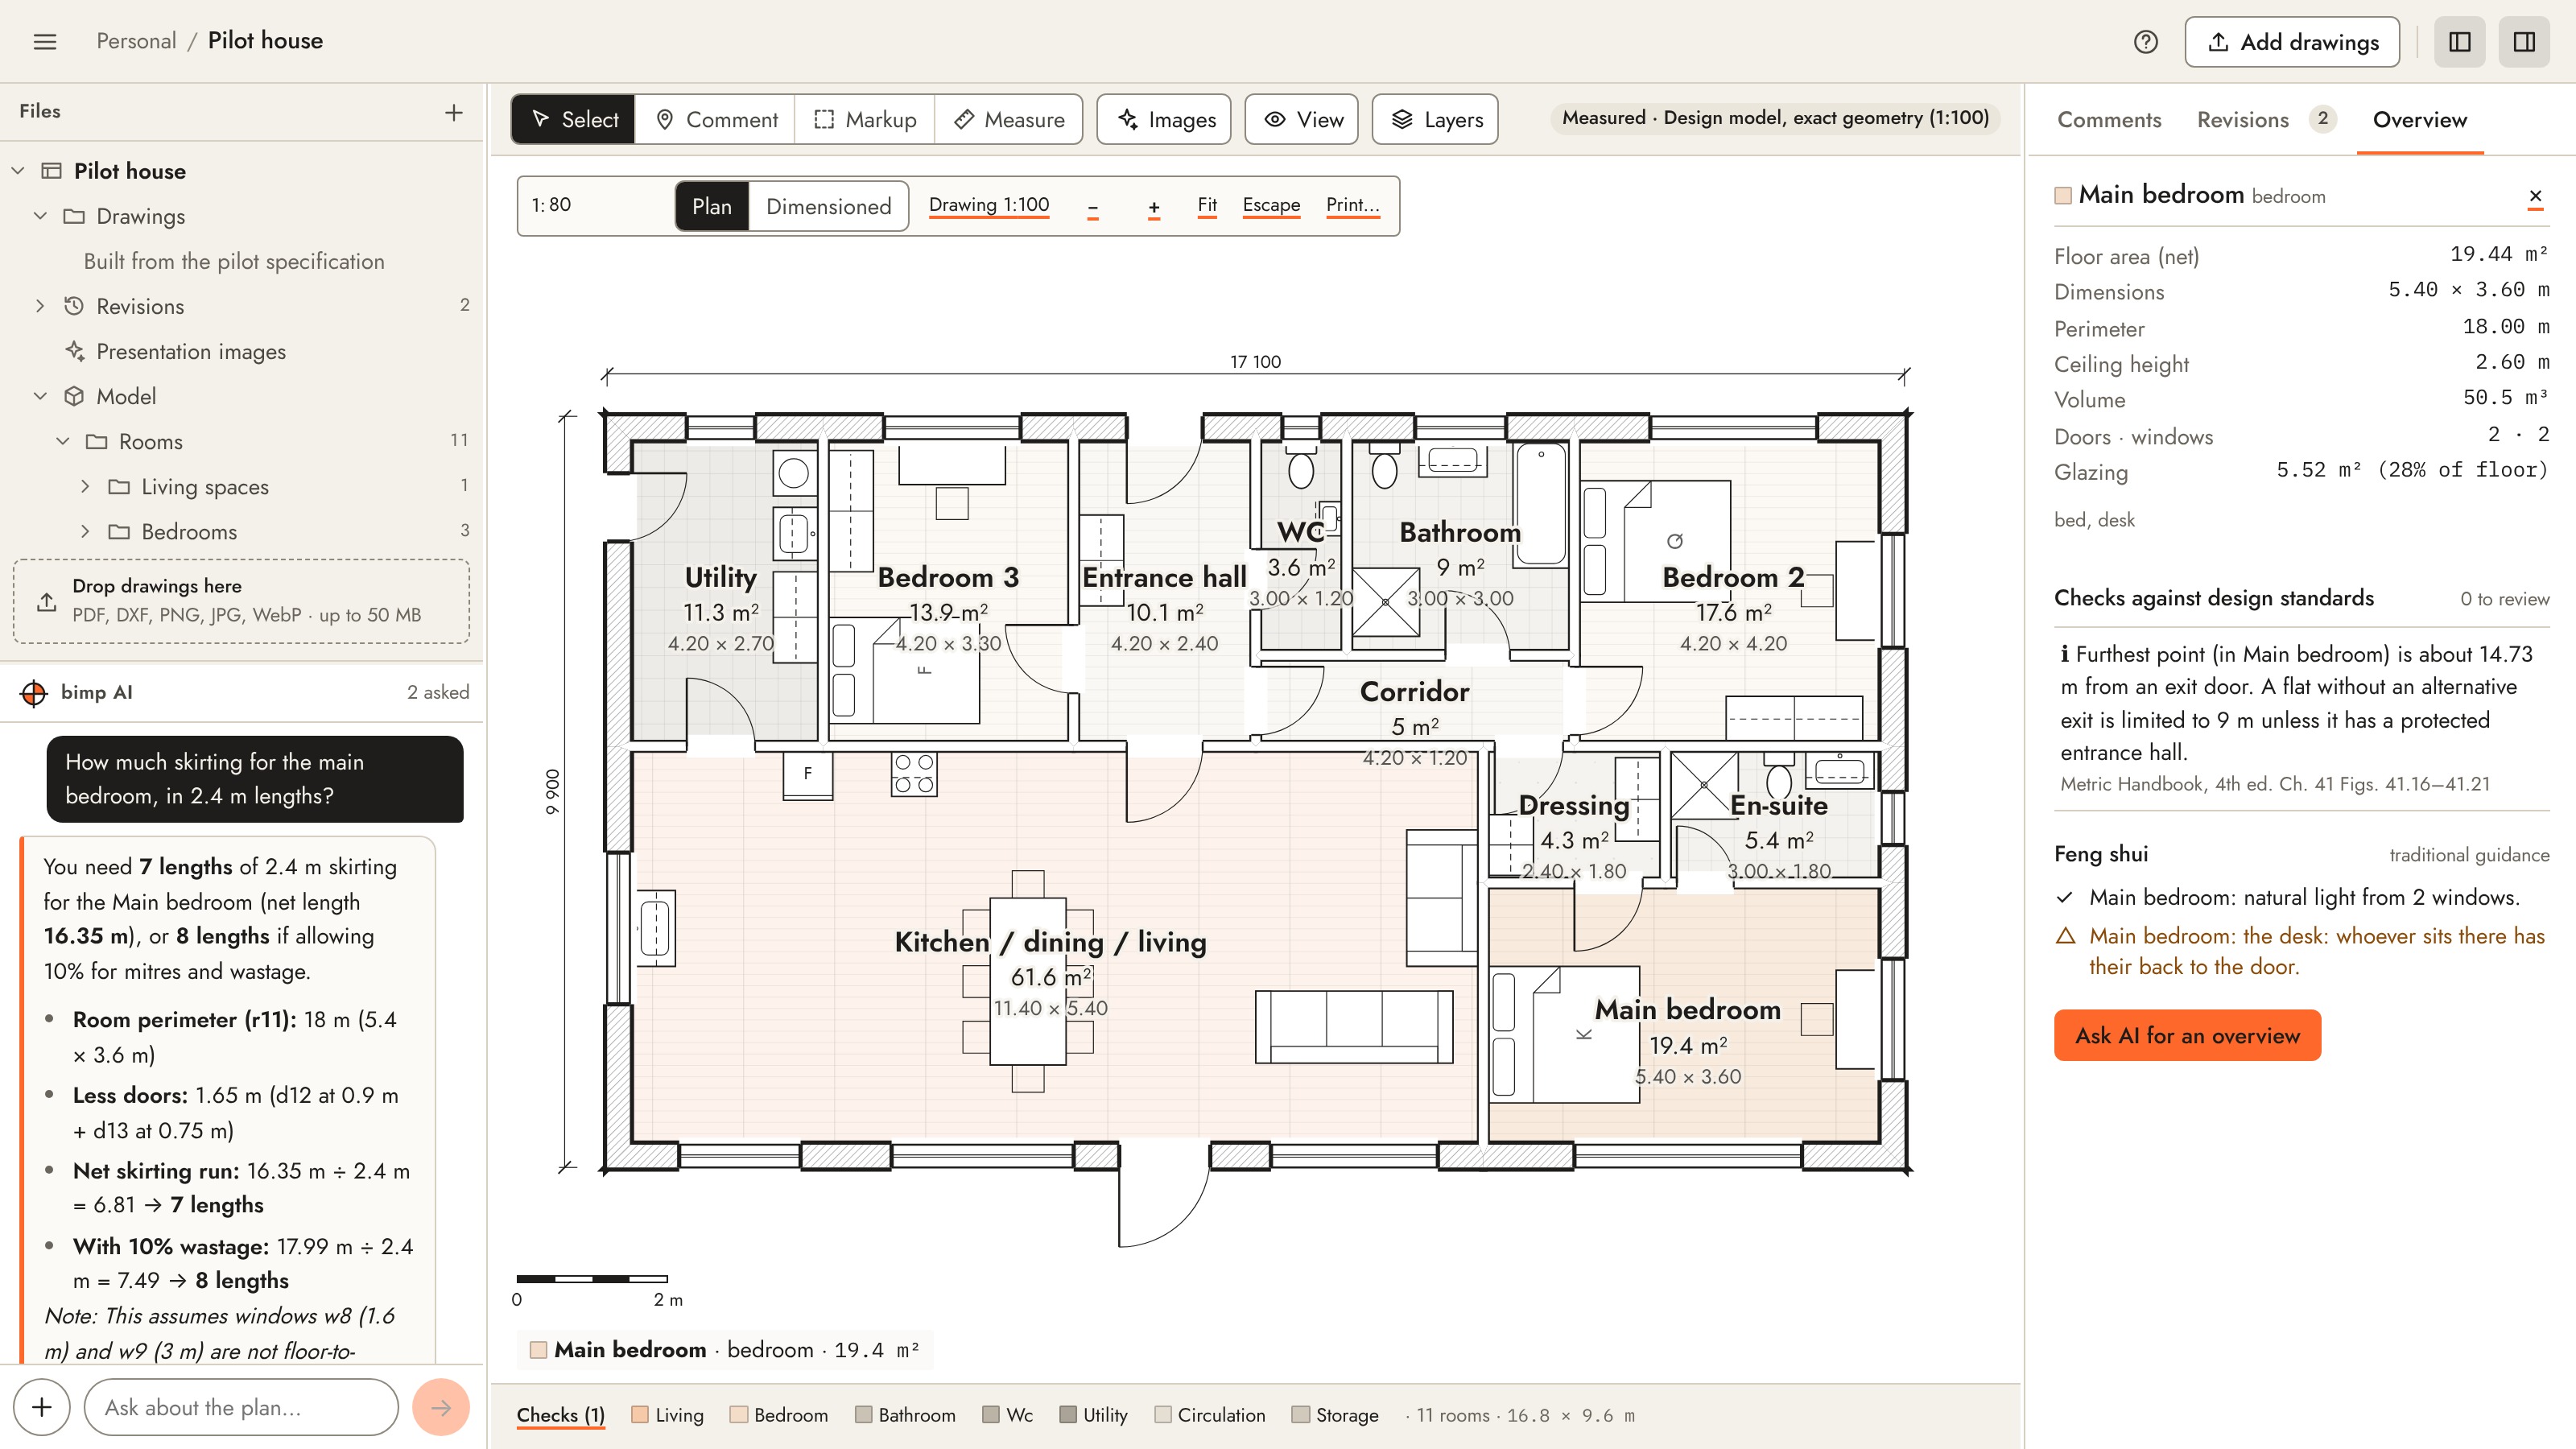 Personal / Pilot house
Add drawings
Files
Pilot house
Drawings
Built from the pilot specification
Revisions 2
Presentation images
Model
Rooms 11
Living spaces 1
Bedrooms 3
Drop drawings here
PDF, DXF, PNG, JPG, WebP · up to 50 MB
bimp AI 2 asked
How much skirting for the main
bedroom, in 2.4 m lengths?
You need 7 lengths of 2.4 m skirting
for the Main bedroom (net length
16.35 m), or 8 lengths if allowing
10% for mitres and wastage.
• Room perimeter (r11): 18 m (5.4
× 3.6 m)
• Less doors: 1.65 m (d12 at 0.9 m
+ d13 at 0.75 m)
• Net skirting run: 16.35 m ÷ 2.4 m
= 6.81 → 7 lengths
• With 10% wastage: 17.99 m ÷ 2.4
m = 7.49 → 8 lengths
Note: This assumes windows w8 (1.6
m) and w9 (3 m) are not floor-to-
Ask about the plan...
Select
Comment
Markup
Measure
Images
View
Layers
Measured · Design model, exact geometry (1:100)
1: 80
Plan
Dimensioned
Drawing 1:100
−
+
Fit
Escape
Print...
17 100
9 900
Utility
11.3 m²
4.20 × 2.70
Bedroom 3
13.9 m²
4.20 × 3.30
F
Entrance hall
10.1 m²
4.20 × 2.40
WC
3.6 m²
3.00 × 1.20
Bathroom
9 m²
3.00 × 3.00
Q
Bedroom 2
17.6 m²
4.20 × 4.20
Corridor
5 m²
4.20 × 1.20
F
Dressing
4.3 m²
2.40 × 1.80
En-suite
5.4 m²
3.00 × 1.80
Kitchen / dining / living
61.6 m²
11.40 × 5.40
K
Main bedroom
19.4 m²
5.40 × 3.60
0 2 m
Main bedroom · bedroom · 19.4 m²
Checks (1)
Living
Bedroom
Bathroom
Wc
Utility
Circulation
Storage
· 11 rooms · 16.8 × 9.6 m
Comments
Revisions 2
Overview
Main bedroom bedroom ×
Floor area (net) 19.44 m²
Dimensions 5.40 × 3.60 m
Perimeter 18.00 m
Ceiling height 2.60 m
Volume 50.5 m³
Doors · windows 2 · 2
Glazing 5.52 m² (28% of floor)
bed, desk
Checks against design standards 0 to review
ℹ Furthest point (in Main bedroom) is about 14.73
m from an exit door. A flat without an alternative
exit is limited to 9 m unless it has a protected
entrance hall.
Metric Handbook, 4th ed. Ch. 41 Figs. 41.16–41.21
Feng shui traditional guidance
✓ Main bedroom: natural light from 2 windows.
△ Main bedroom: the desk: whoever sits there has
their back to the door.
Ask AI for an overview